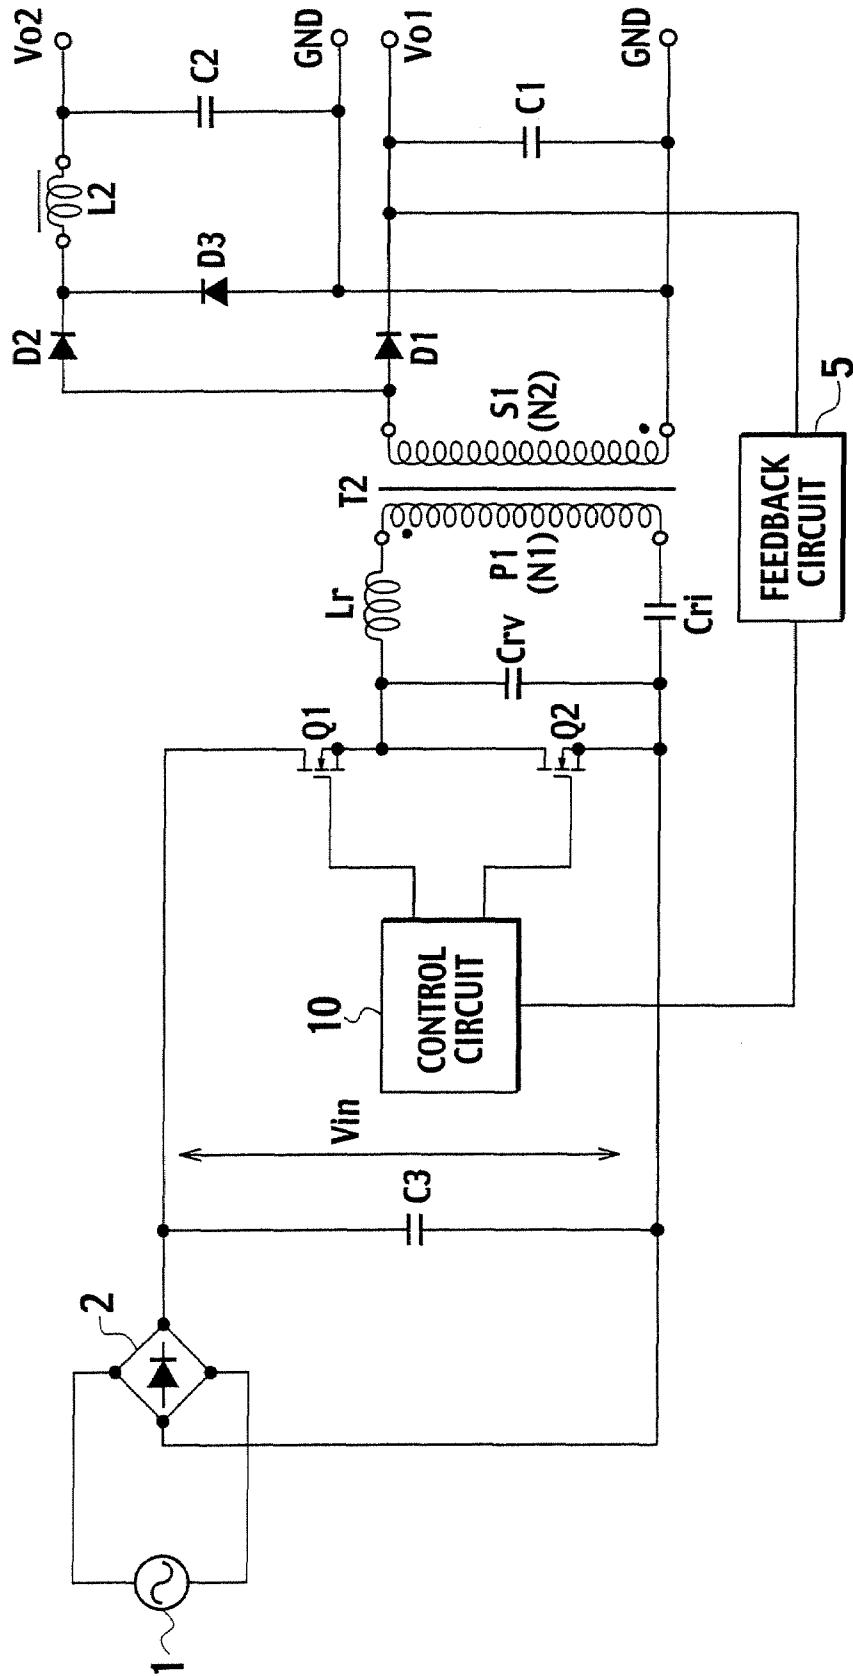 Vo2
GND
Vo1
GND
C2
C1
L2
D3
D2
D1
S1
(N2)
T2
P1
(N1)
5
FEEDBACK
CIRCUIT
Lr
Crv
Cri
Q1
Q2
10
CONTROL
CIRCUIT
Vin
C3
2
1